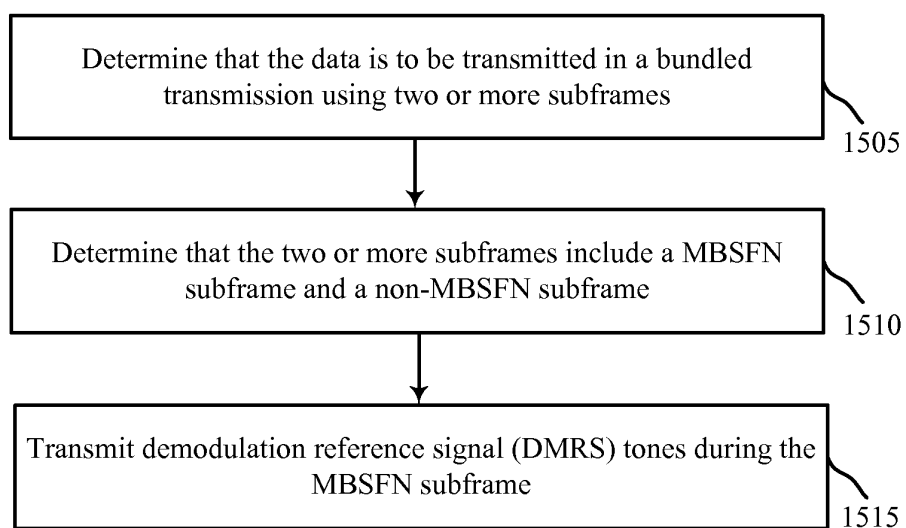 Determine that the data is to be transmitted in a bundled
transmission using two or more subframes
1505
Determine that the two or more subframes include a MBSFN
subframe and a non-MBSFN subframe
1510
Transmit demodulation reference signal (DMRS) tones during the
MBSFN subframe
1515